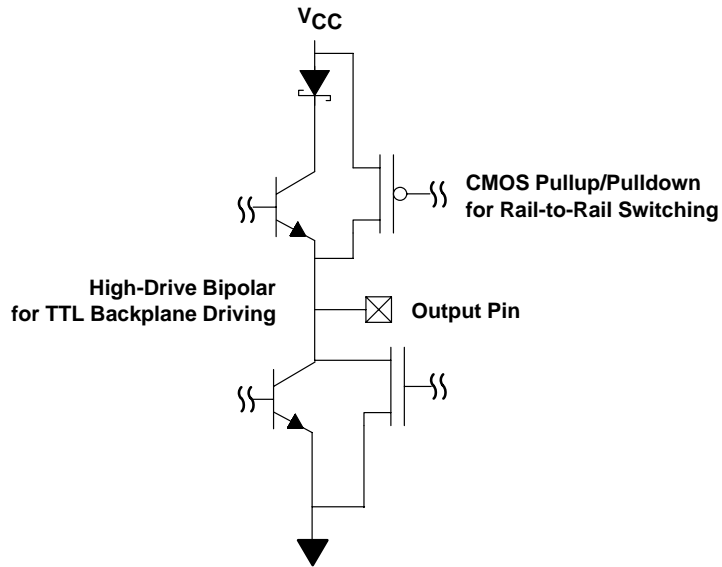 VCC
CMOS Pullup/Pulldown
for Rail-to-Rail Switching
High-Drive Bipolar
for TTL Backplane Driving
Output Pin